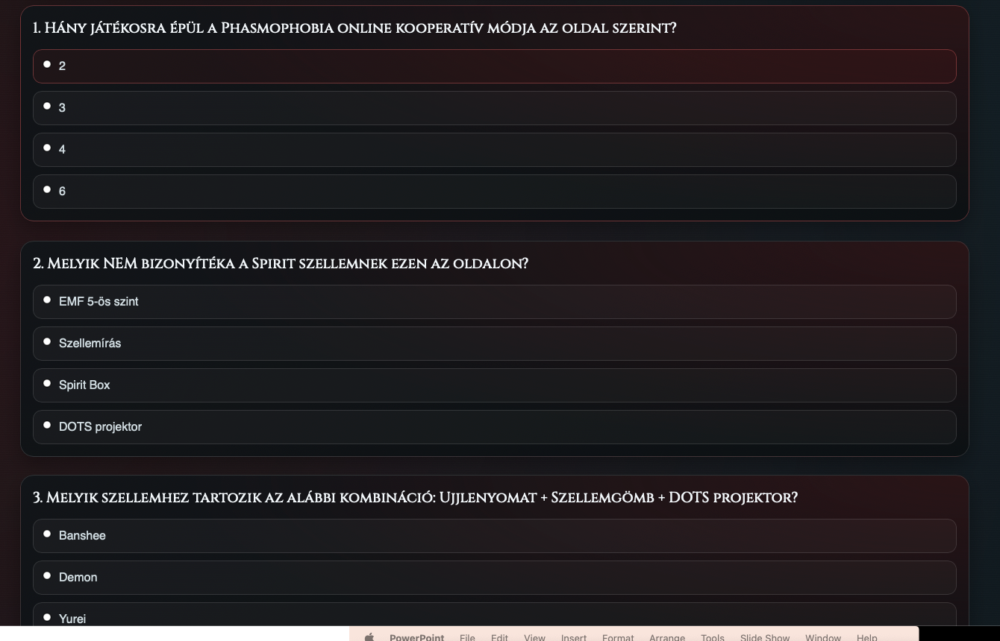 1. Hány játékosra épül a Phasmophobia online kooperatív módja az oldal szerint?
2
3
4
6
2. Melyik NEM bizonyítéka a Spirit szellemnek ezen az oldalon?
EMF 5-ös szint
Szellemírás
Spirit Box
DOTS projektor
3. Melyik szellemhez tartozik az alábbi kombináció: Ujjlenyomat + Szellemgömb + DOTS projektor?
Banshee
Demon
Yurei
PowerPoint File Edit View Insert Format Arrange Tools Slide Show Window Help